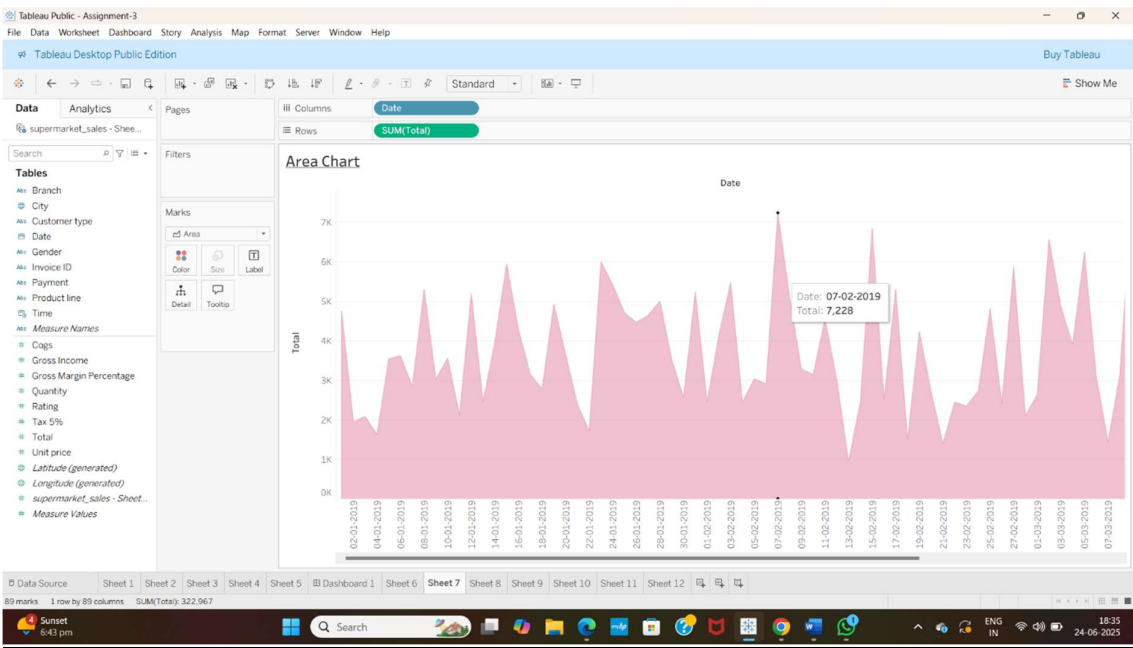 Tableau Public - Assignment-3
File Data Worksheet Dashboard Story Analysis Map Format Server Window Help
Tableau Desktop Public Edition Buy Tableau
Standard Show Me
Data Analytics
supermarket_sales - Shee...
Search
Tables
Abc Branch
City
Abc Customer type
Date
Abc Gender
Abc Invoice ID
Abc Payment
Abc Product line
Time
Abc Measure Names
Cogs
Gross Income
Gross Margin Percentage
Quantity
Rating
Tax 5%
Total
Unit price
Latitude (generated)
Longitude (generated)
supermarket_sales - Sheet...
Measure Values
Pages
Filters
Marks
Area
Color Size Label
Detail Tooltip
Columns Date
Rows SUM(Total)
Area Chart
Date
Total
7K
6K
5K
4K
3K
2K
1K
0K
Date: 07-02-2019
Total: 7,228
02-01-2019
04-01-2019
06-01-2019
08-01-2019
10-01-2019
12-01-2019
14-01-2019
16-01-2019
18-01-2019
20-01-2019
22-01-2019
24-01-2019
26-01-2019
28-01-2019
30-01-2019
01-02-2019
03-02-2019
05-02-2019
07-02-2019
09-02-2019
11-02-2019
13-02-2019
15-02-2019
17-02-2019
19-02-2019
21-02-2019
23-02-2019
25-02-2019
27-02-2019
01-03-2019
03-03-2019
05-03-2019
07-03-2019
Data Source Sheet 1 Sheet 2 Sheet 3 Sheet 4 Sheet 5 Dashboard 1 Sheet 6 Sheet 7 Sheet 8 Sheet 9 Sheet 10 Sheet 11 Sheet 12
89 marks 1 row by 89 columns SUM(Total): 322,967
4
Sunset
6:43 pm
Search
ENG
IN
18:35
24-06-2025